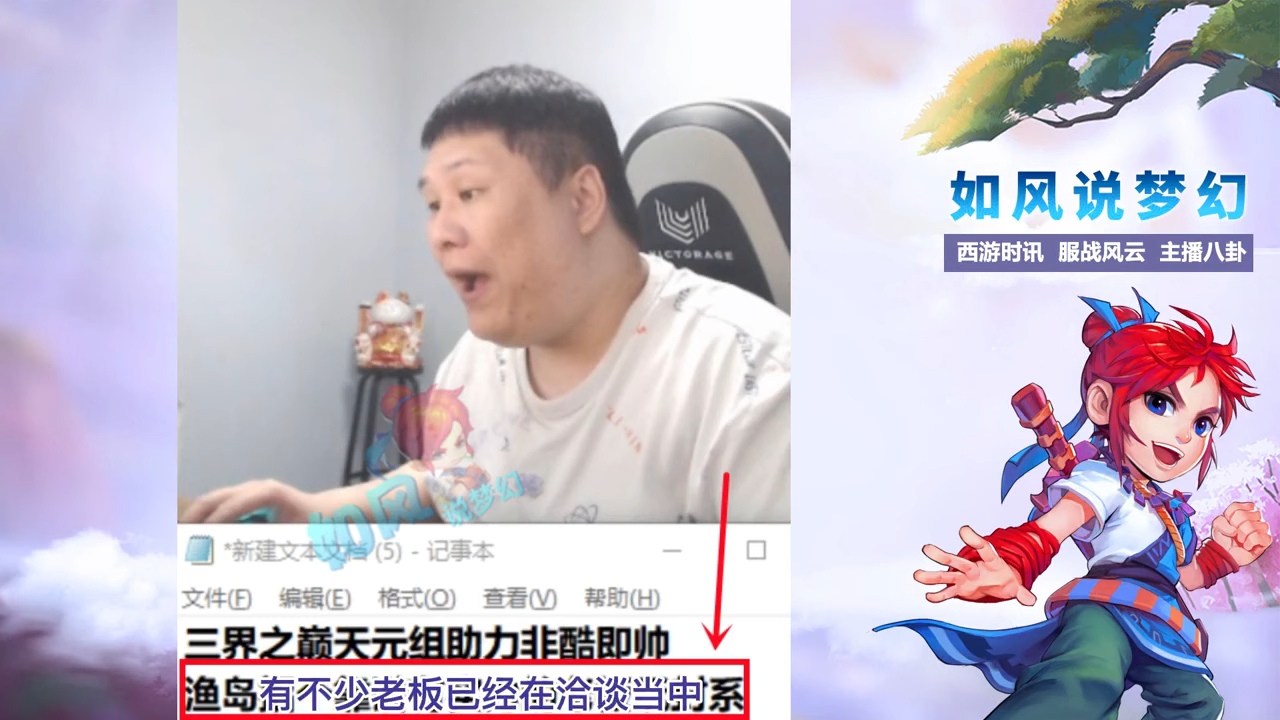 如风说梦幻
西游时讯 服战风云 主播八卦
VICTORAGE
如风说梦幻
*新建文本文档 (5) - 记事本
文件(F) 编辑(E) 格式(O) 查看(V) 帮助(H)
三界之巅天元组助力非酷即帅
渔岛
系
有不少老板已经在洽谈当中